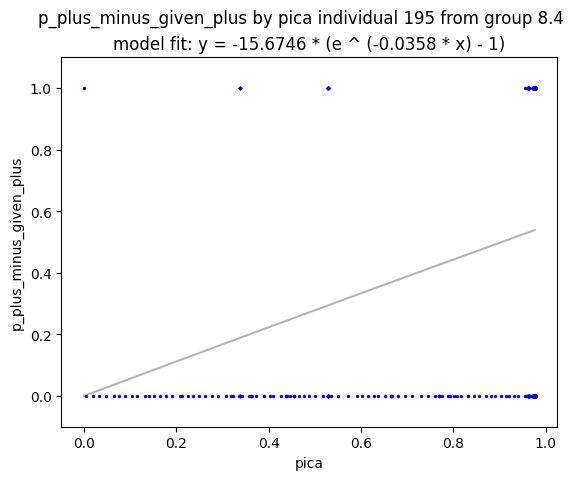 p_plus_minus_given_plus by pica individual 195 from group 8.4
model fit: y = -15.6746 * (e ^ (-0.0358 * x) - 1)
1.0
0.8
0.6
0.4
0.2
0.0
p_plus_minus_given_plus
0.0 0.2 0.4 0.6 0.8 1.0
pica